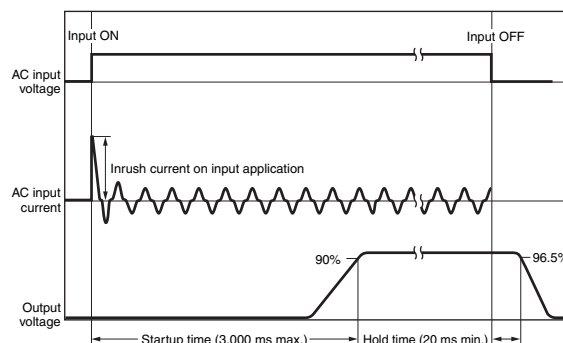 Input ON
Input OFF
AC input
voltage
Inrush current on input application
AC input
current
90%
96.5%
Output
voltage
Startup time (3,000 ms max.)
Hold time (20 ms min.)